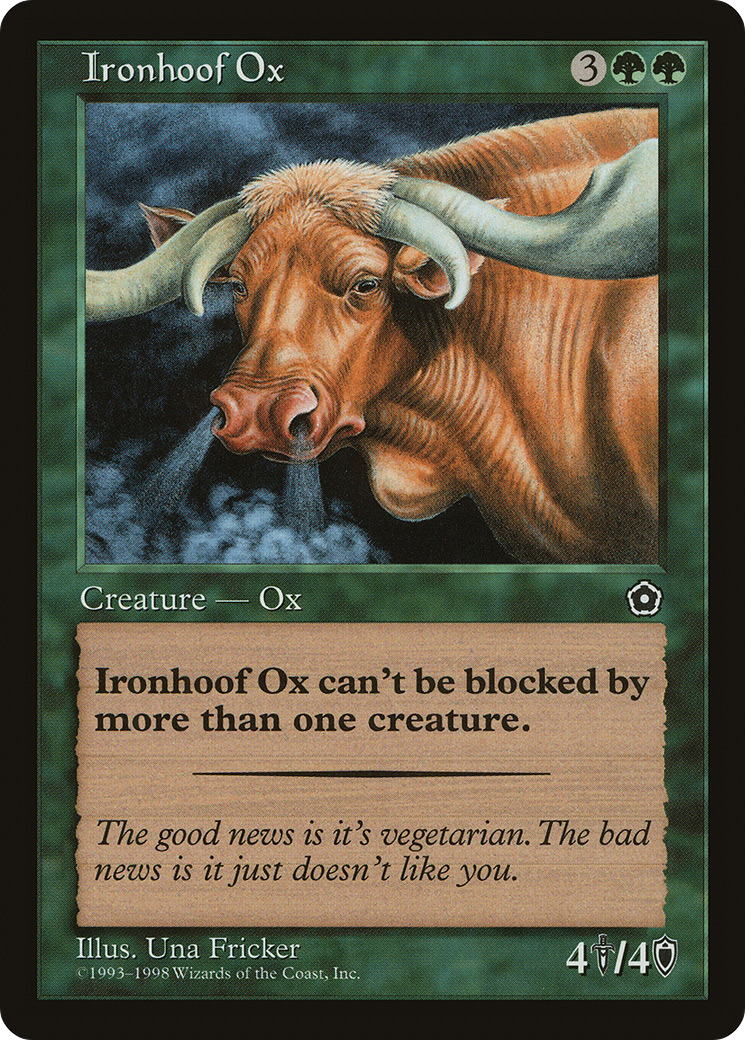 Ironhoof Ox 3
Creature — Ox
Ironhoof Ox can't be blocked by
more than one creature.
The good news is it's vegetarian. The bad
news is it just doesn't like you.
Illus. Una Fricker
©1993–1998 Wizards of the Coast, Inc.
4/4